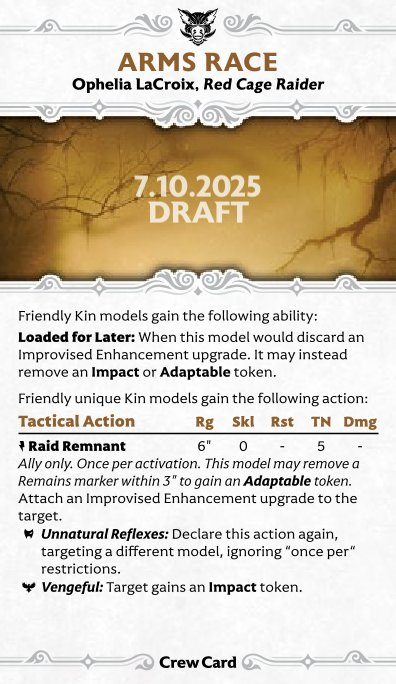 ARMS RACE
Ophelia LaCroix, Red Cage Raider
7.10.2025
DRAFT
Friendly Kin models gain the following ability:
Loaded for Later: When this model would discard an
Improvised Enhancement upgrade. It may instead
remove an Impact or Adaptable token.
Friendly unique Kin models gain the following action:
Tactical Action Rg Skl Rst TN Dmg
Raid Remnant 6" 0 - 5 -
Ally only. Once per activation. This model may remove a
Remains marker within 3" to gain an Adaptable token.
Attach an Improvised Enhancement upgrade to the
target.
Unnatural Reflexes: Declare this action again,
targeting a different model, ignoring "once per"
restrictions.
Vengeful: Target gains an Impact token.
Crew Card